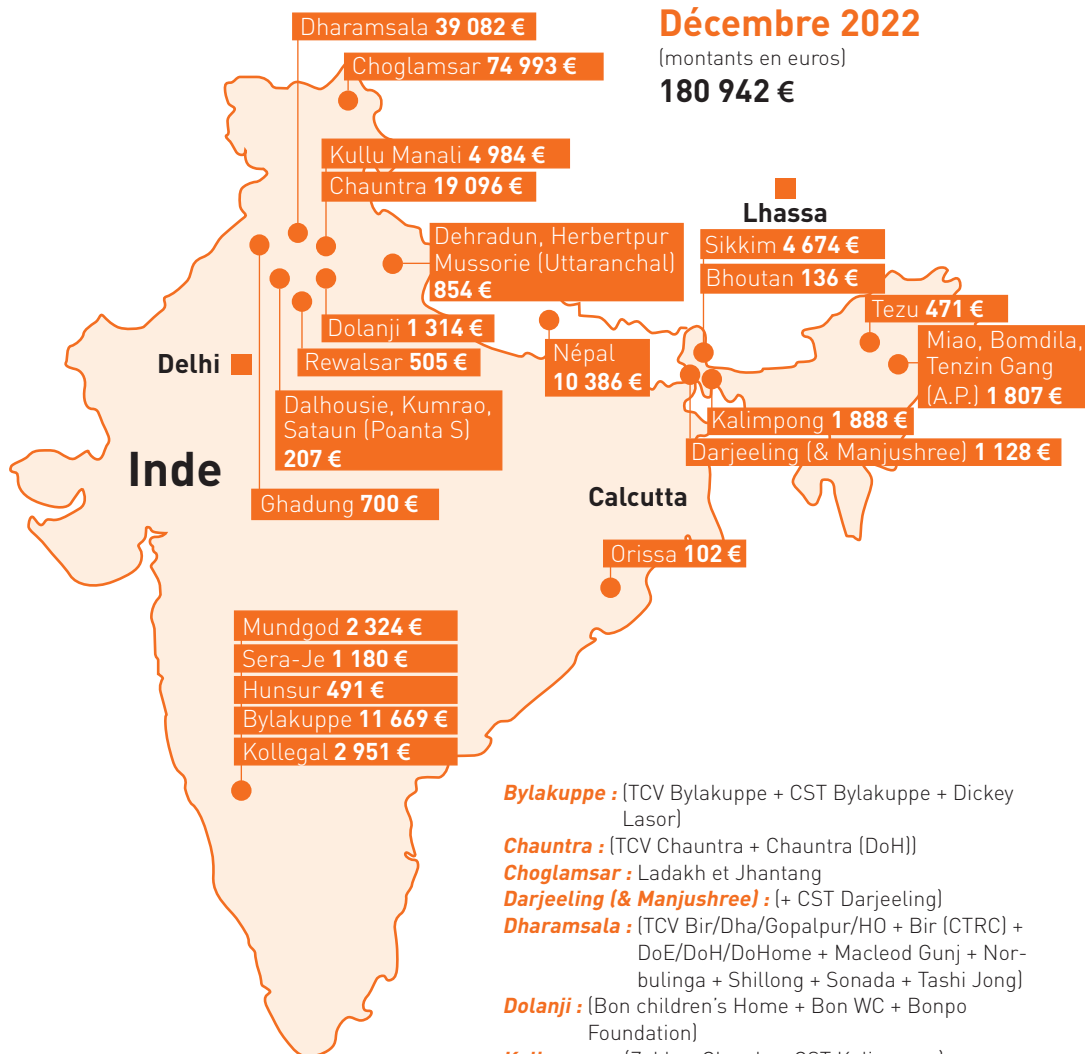 Décembre 2022
(montants en euros)
180 942 €
Dharamsala 39 082 €
Choglamsar 74 993 €
Kullu Manali 4 984 €
Chauntra 19 096 €
Lhassa
Dehradun, Herbertpur
Mussorie (Uttaranchal)
854 €
Sikkim 4 674 €
Bhoutan 136 €
Tezu 471 €
Miao, Bomdila,
Tenzin Gang
(A.P.) 1 807 €
Dolanji 1 314 €
Rewalsar 505 €
Népal
10 386 €
Delhi
Dalhousie, Kumrao,
Sataun (Poanta S)
207 €
Kalimpong 1 888 €
Darjeeling (& Manjushree) 1 128 €
Inde
Ghadung 700 €
Calcutta
Orissa 102 €
Mundgod 2 324 €
Sera-Je 1 180 €
Hunsur 491 €
Bylakuppe 11 669 €
Kollegal 2 951 €
Bylakuppe : (TCV Bylakuppe + CST Bylakuppe + Dickey
Lasor)
Chauntra : (TCV Chauntra + Chauntra (DoH))
Choglamsar : Ladakh et Jhantang
Darjeeling (& Manjushree) : (+ CST Darjeeling)
Dharamsala : (TCV Bir/Dha/Gopalpur/HO + Bir (CTRC) +
DoE/DoH/DoHome + Macleod Gunj + Nor-
bulinga + Shillong + Sonada + Tashi Jong)
Dolanji : (Bon children's Home + Bon WC + Bonpo
Foundation)